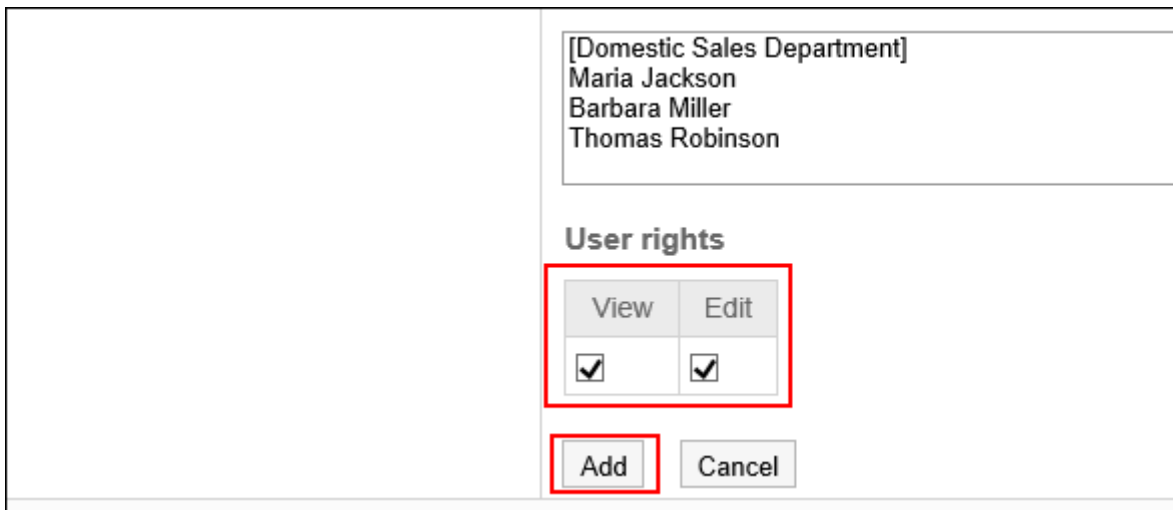 [Domestic Sales Department]
Maria Jackson
Barbara Miller
Thomas Robinson
User rights
View Edit
Add Cancel